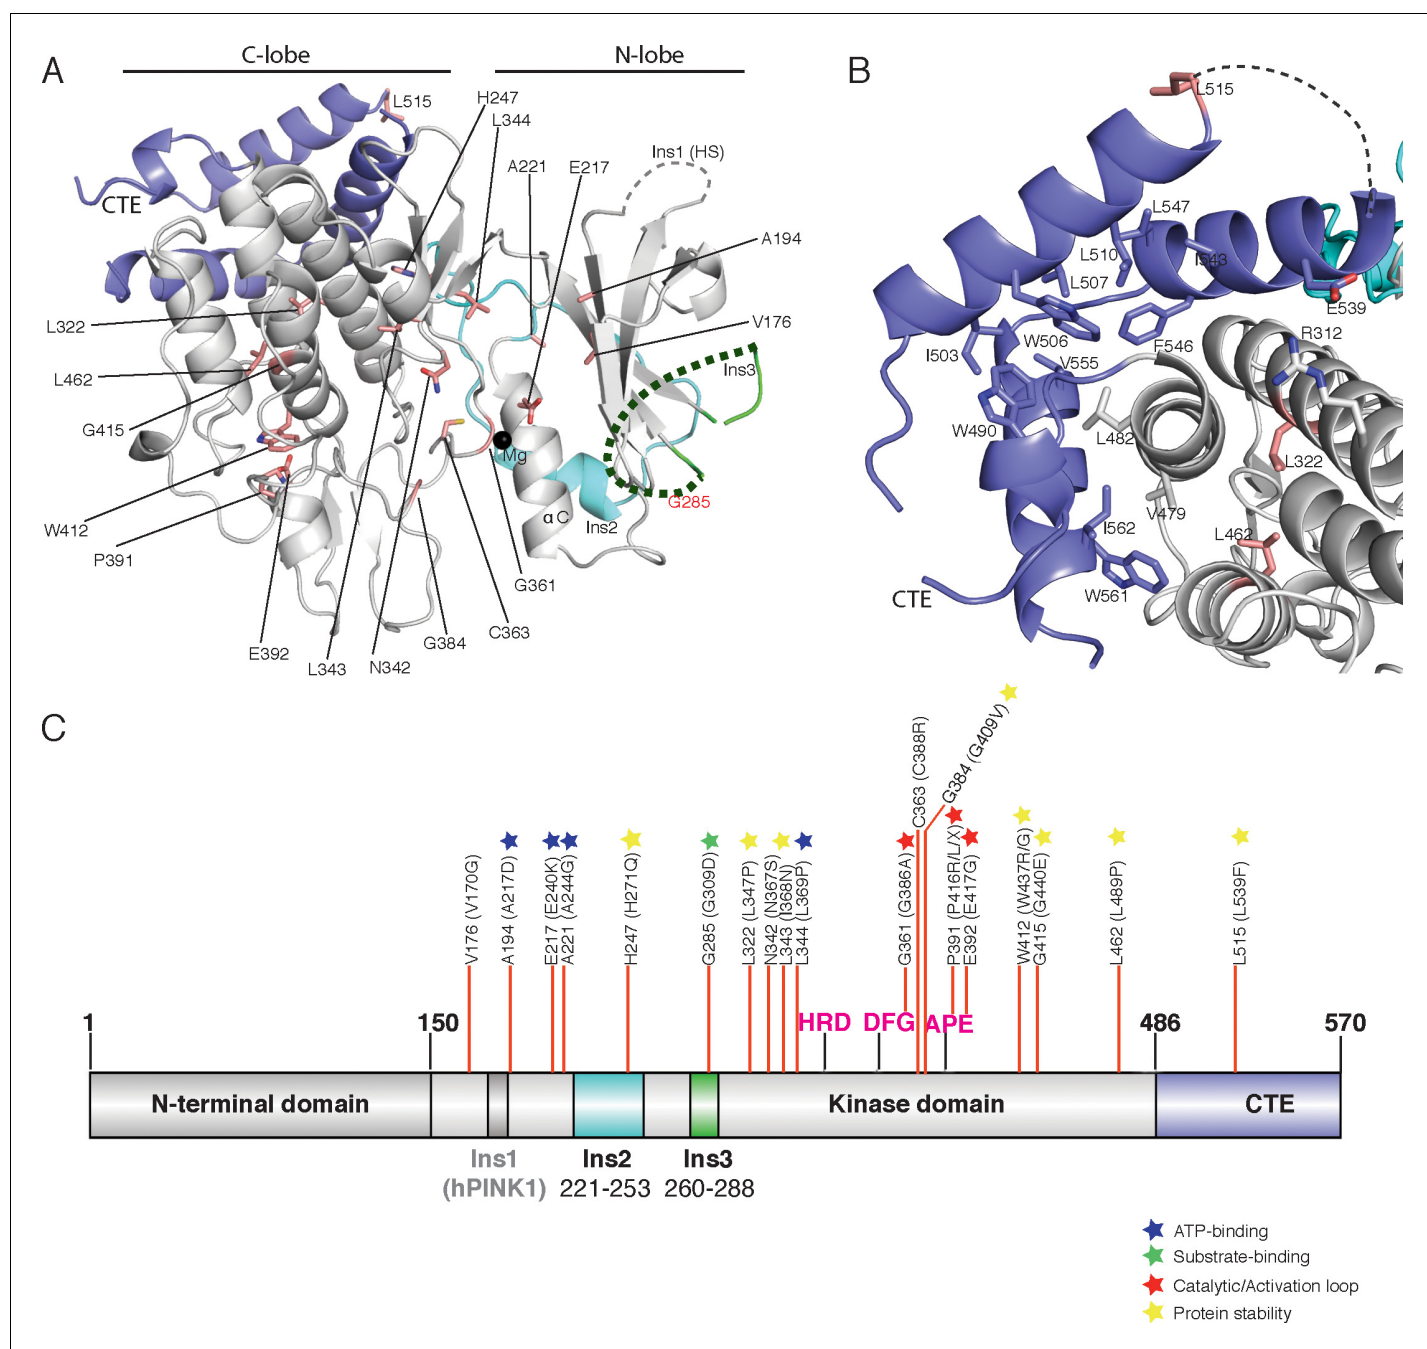 A
C-lobe
N-lobe
L515
H247
L344
A221
E217
Ins1 (HS)
CTE
A194
V176
L322
L462
G415
Ins3
Mg
G285
αC
Ins2
W412
P391
G361
C363
G384
E392
L343
N342
B
L515
L547
L510
I543
L507
E539
R312
I503
W506
F546
V555
W490
L482
L322
V479
I562
L462
W561
CTE
C
V176 (V170G)
A194 (A217D)
E217 (E240K)
A221 (A244G)
H247 (H271Q)
G285 (G309D)
L322 (L347P)
N342 (N367S)
L343 (I368N)
L344 (L369P)
G361 (G386A)
C363 (C388R)
G384 (G409V)
P391 (P416R/L/X)
E392 (E417G)
W412 (W437R/G)
G415 (G440E)
L462 (L489P)
L515 (L539F)
HRD DFG APE
1 150 486 570
N-terminal domain Kinase domain CTE
Ins1 Ins2 Ins3
(hPINK1) 221-253 260-288
ATP-binding
Substrate-binding
Catalytic/Activation loop
Protein stability